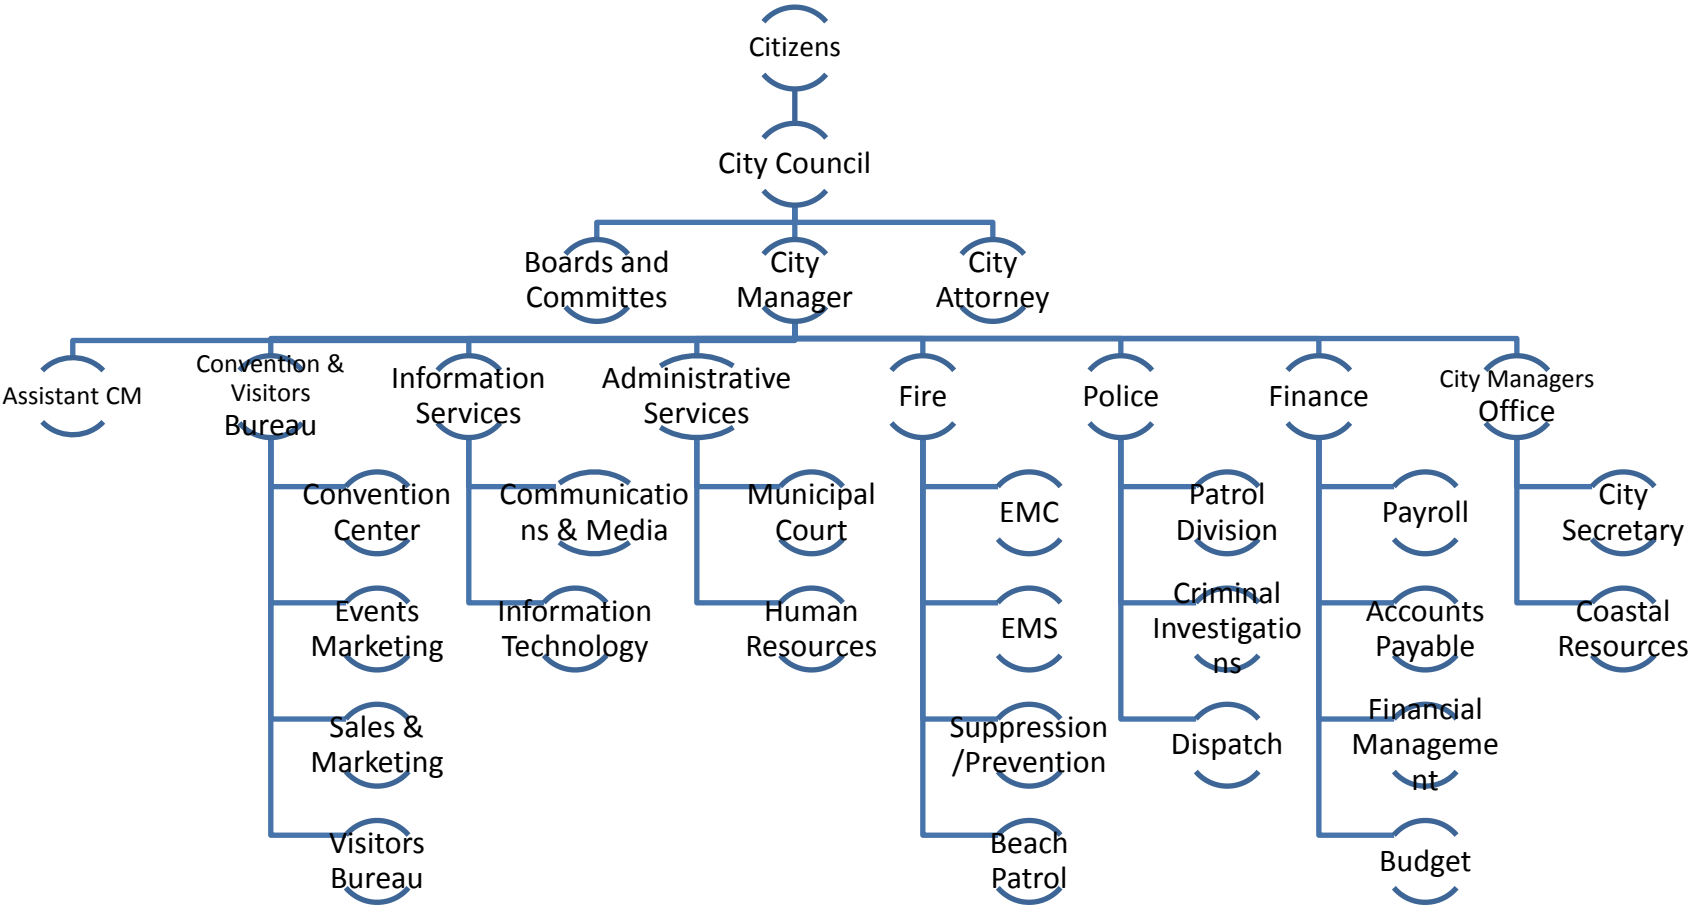 Citizens
City Council
Boards and
Committes
City
Manager
City
Attorney
Assistant CM
Convention &
Visitors
Bureau
Information
Services
Administrative
Services
Fire
Police
Finance
City Managers
Office
Convention
Center
Events
Marketing
Sales &
Marketing
Visitors
Bureau
Communicatio
ns & Media
Information
Technology
Municipal
Court
Human
Resources
EMC
EMS
Suppression
/Prevention
Beach
Patrol
Patrol
Division
Criminal
Investigatio
ns
Dispatch
Payroll
Accounts
Payable
Financial
Manageme
nt
Budget
City
Secretary
Coastal
Resources